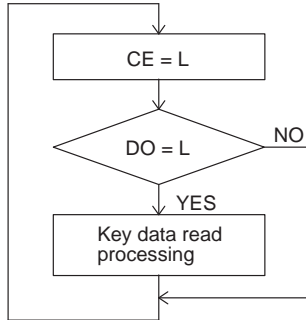 CE = L
DO = L
NO
YES
Key data read
processing